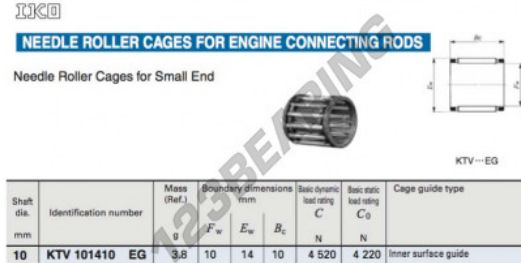 IKO
NEEDLE ROLLER CAGES FOR ENGINE CONNECTING RODS
Needle Roller Cages for Small End
Bc
Ew
Fw
KTV…EG
123BEARING
Shaft dia. mm
Identification number
Mass (Ref.) g
Boundary dimensions mm
Fw Ew Bc
Basic dynamic load rating C N
Basic static load rating C0 N
Cage guide type
10 KTV 101410 EG 3.8 10 14 10 4 520 4 220 Inner surface guide